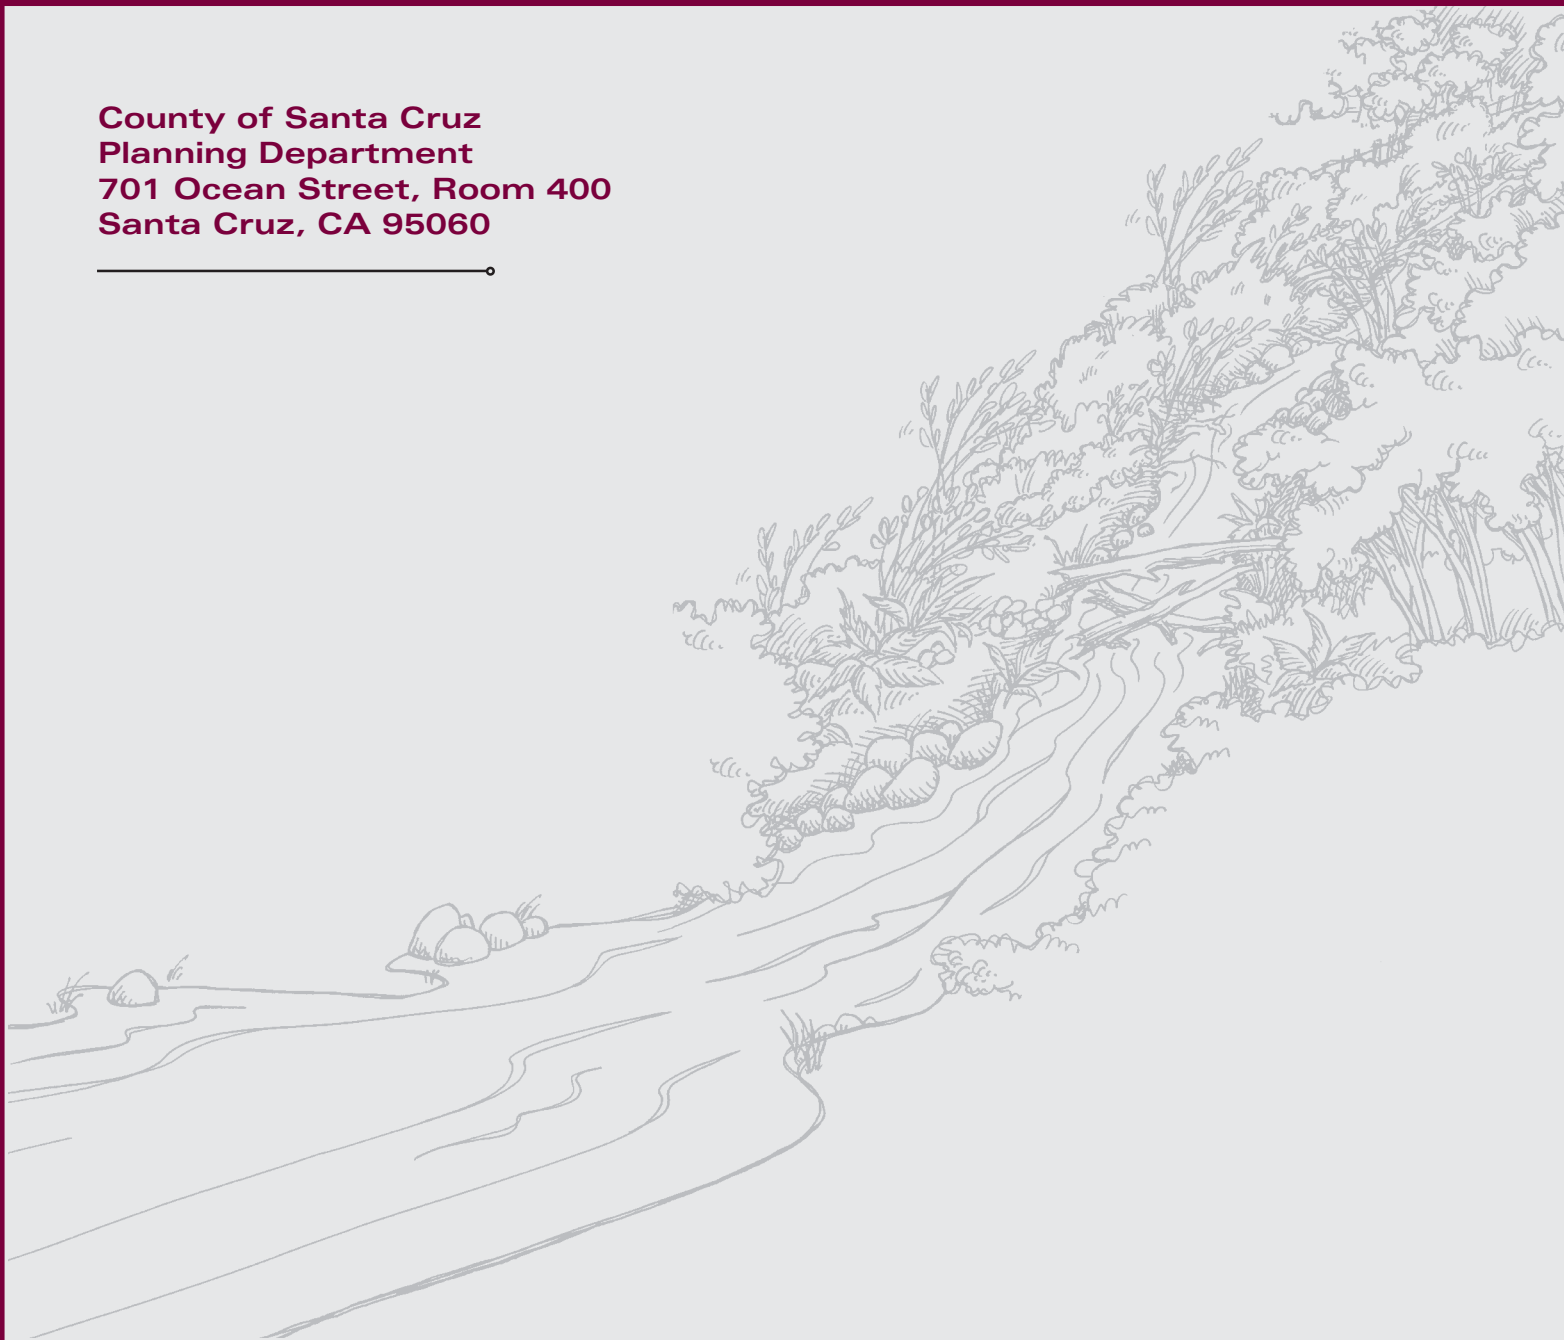 County of Santa Cruz
Planning Department
701 Ocean Street, Room 400
Santa Cruz, CA 95060